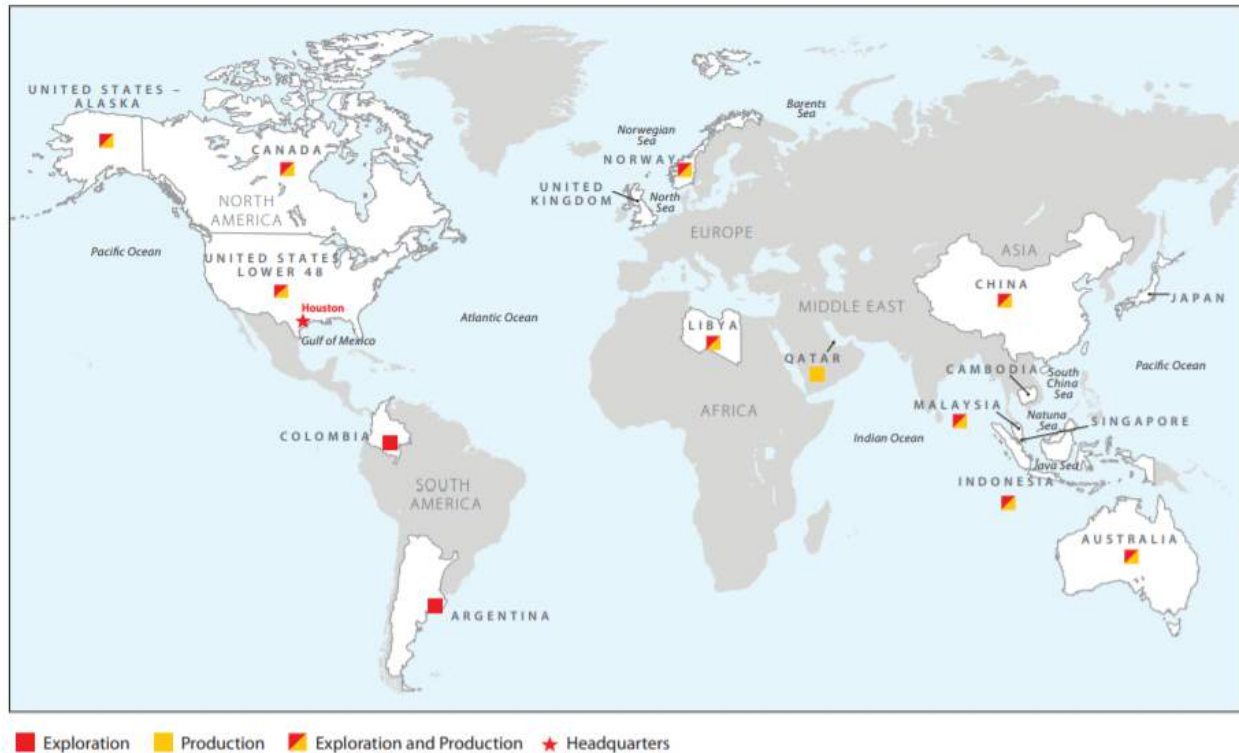 UNITED STATES –
ALASKA
CANADA
NORTH
AMERICA
Pacific Ocean
UNITED STATES
LOWER 48
Houston
Gulf of Mexico
Atlantic Ocean
COLOMBIA
SOUTH
AMERICA
ARGENTINA
Barents
Sea
Norwegian
Sea
NORWAY
UNITED
KINGDOM
North
Sea
EUROPE
ASIA
CHINA
JAPAN
MIDDLE EAST
LIBYA
QATAR
AFRICA
Indian Ocean
CAMBODIA
South
China
Sea
Pacific Ocean
MALAYSIA
Natuna
Sea
SINGAPORE
Java Sea
INDONESIA
AUSTRALIA
Exploration
Production
Exploration and Production
Headquarters